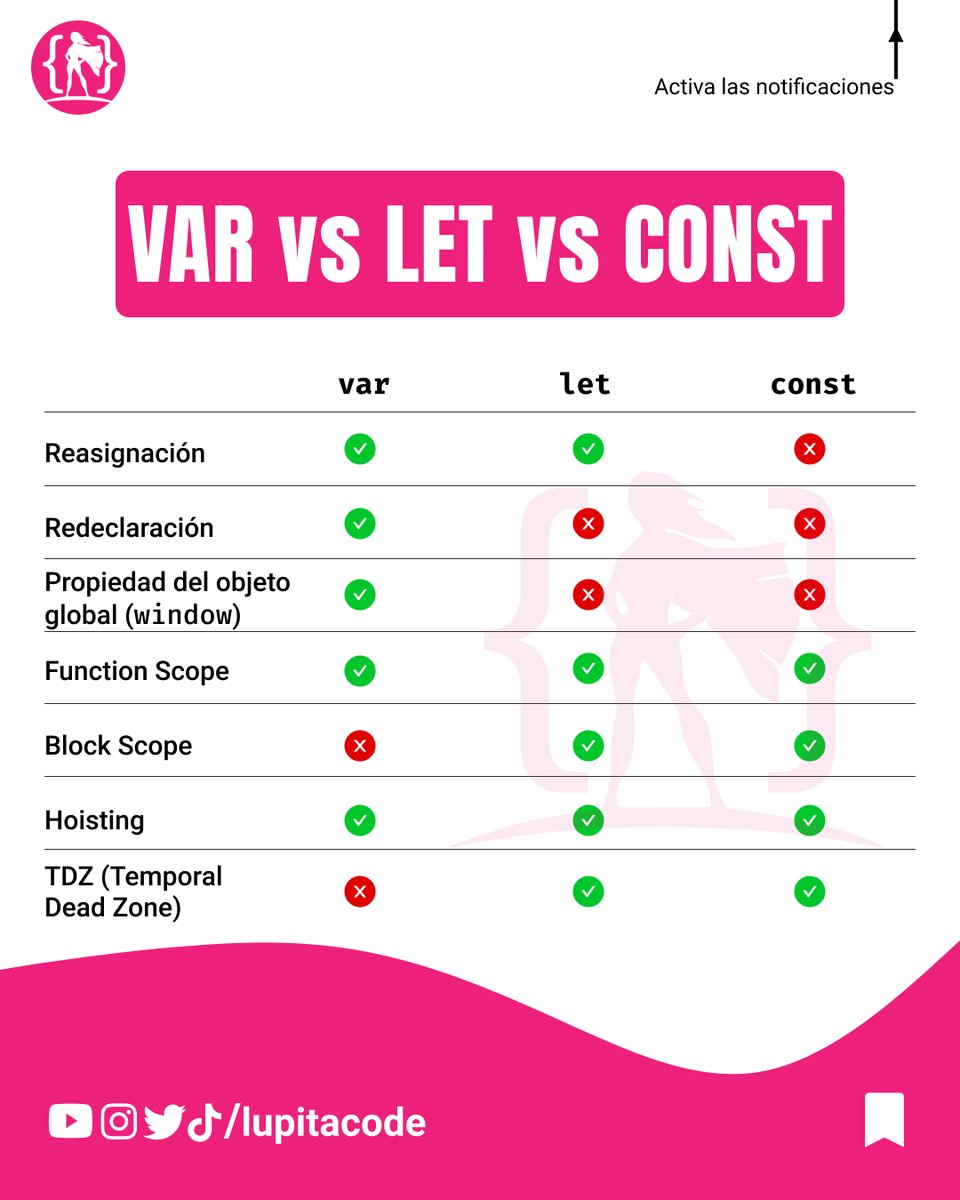 Activa las notificaciones
VAR vs LET vs CONST
var let const
Reasignación
Redeclaración
Propiedad del objeto
global (window)
Function Scope
Block Scope
Hoisting
TDZ (Temporal
Dead Zone)
/lupitacode